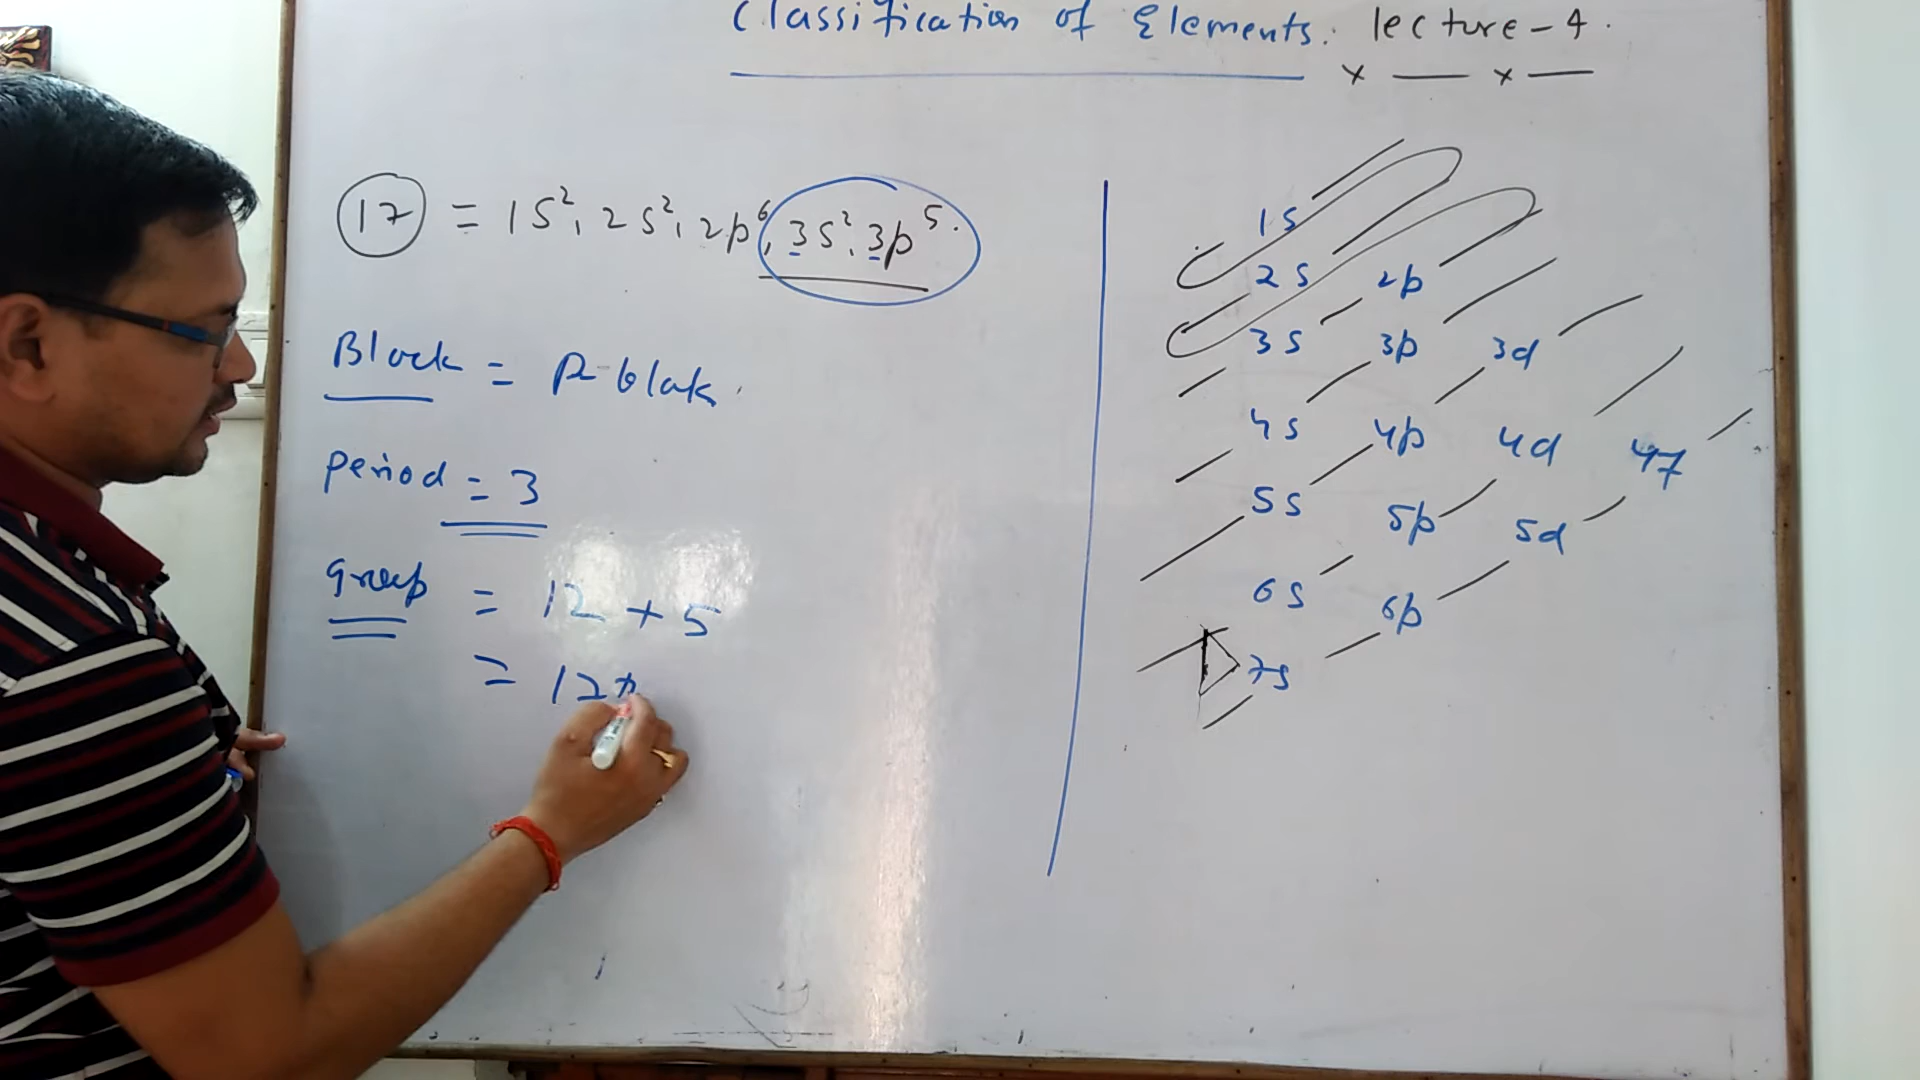 Classification of Elements. lecture-4.
17 = 1s², 2s², 2p⁶, 3s², 3p⁵.
Block = p-block.
period = 3
Group = 12 + 5
= 12+
1s
2s 2p
3s 3p 3d
4s 4p 4d 4f
5s 5p 5d
6s 6p
7s